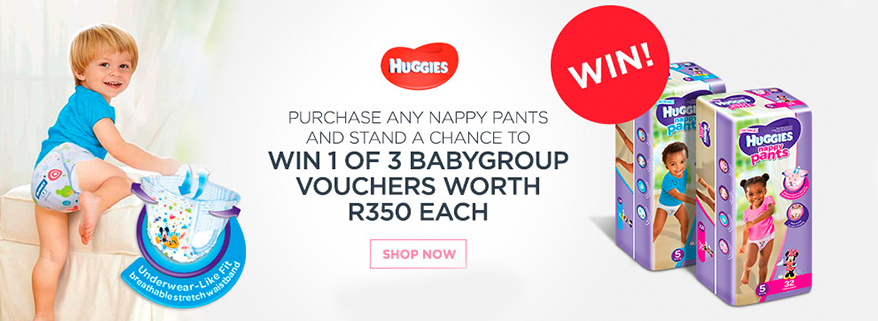 HUGGIES
PURCHASE ANY NAPPY PANTS
AND STAND A CHANCE TO
WIN 1 OF 3 BABYGROUP
VOUCHERS WORTH
R350 EACH
SHOP NOW
WIN!
Underwear-Like Fit
breathable stretch waistband
HUGGIES
nappy
pants
5
HUGGIES
nappy
pants
5
32